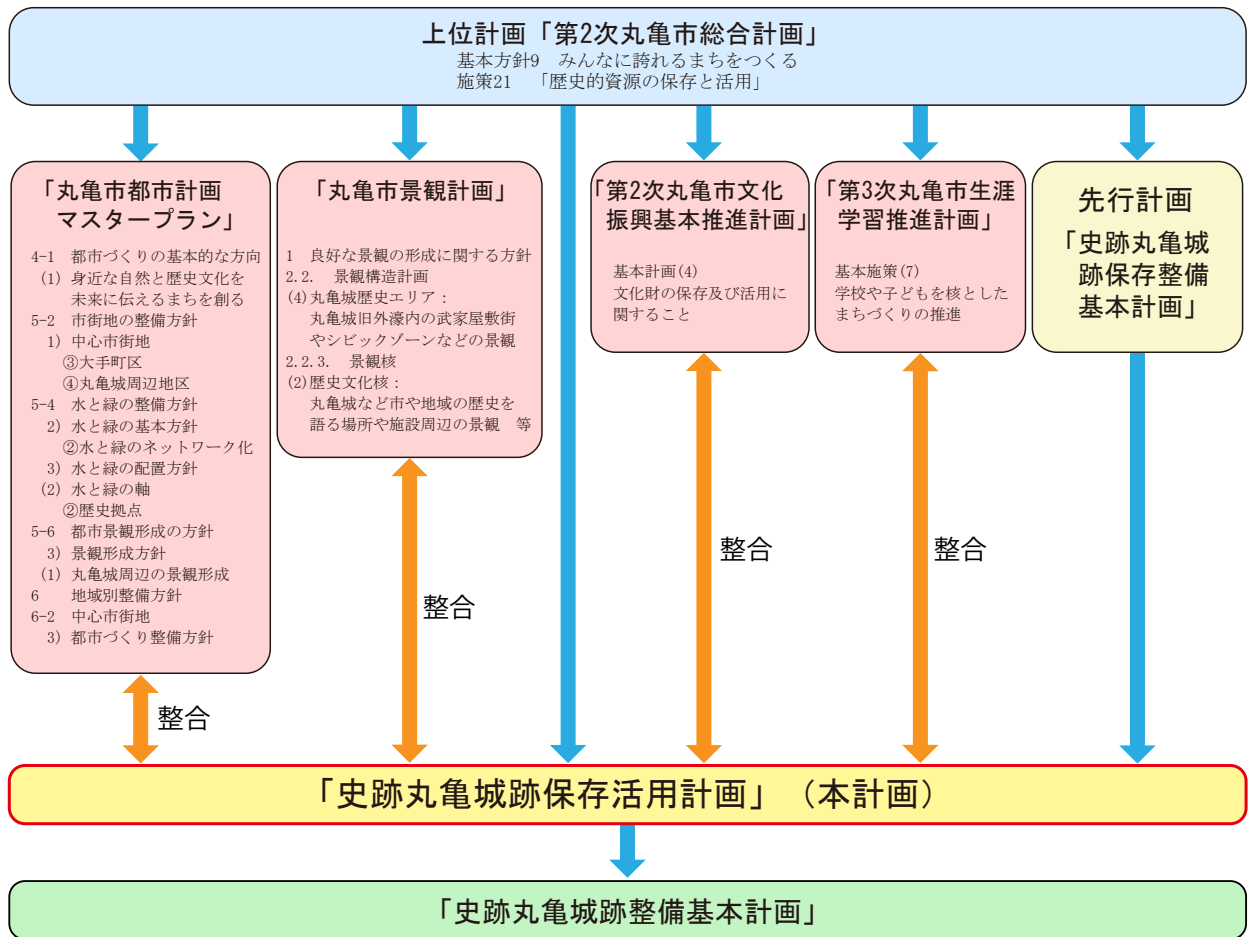 上位計画「第2次丸亀市総合計画」
基本方針9　みんなに誇れるまちをつくる
施策21　「歴史的資源の保存と活用」
「丸亀市都市計画
マスタープラン」
4-1　都市づくりの基本的な方向
(1) 身近な自然と歴史文化を
未来に伝えるまちを創る
5-2　市街地の整備方針
1) 中心市街地
③大手町区
④丸亀城周辺地区
5-4　水と緑の整備方針
2) 水と緑の基本方針
②水と緑のネットワーク化
3) 水と緑の配置方針
(2) 水と緑の軸
②歴史拠点
5-6　都市景観形成の方針
3) 景観形成方針
(1) 丸亀城周辺の景観形成
6　地域別整備方針
6-2　中心市街地
3) 都市づくり整備方針
「丸亀市景観計画」
1　良好な景観の形成に関する方針
2.2.　景観構造計画
(4)丸亀城歴史エリア：
丸亀城旧外濠内の武家屋敷街
やシビックゾーンなどの景観
2.2.3.　景観核
(2)歴史文化核：
丸亀城など市や地域の歴史を
語る場所や施設周辺の景観　等
「第2次丸亀市文化
振興基本推進計画」
基本計画(4)
文化財の保存及び活用に
関すること
「第3次丸亀市生涯
学習推進計画」
基本施策(7)
学校や子どもを核とした
まちづくりの推進
先行計画
「史跡丸亀城
跡保存整備
基本計画」
整合
整合
整合
整合
「史跡丸亀城跡保存活用計画」（本計画）
「史跡丸亀城跡整備基本計画」